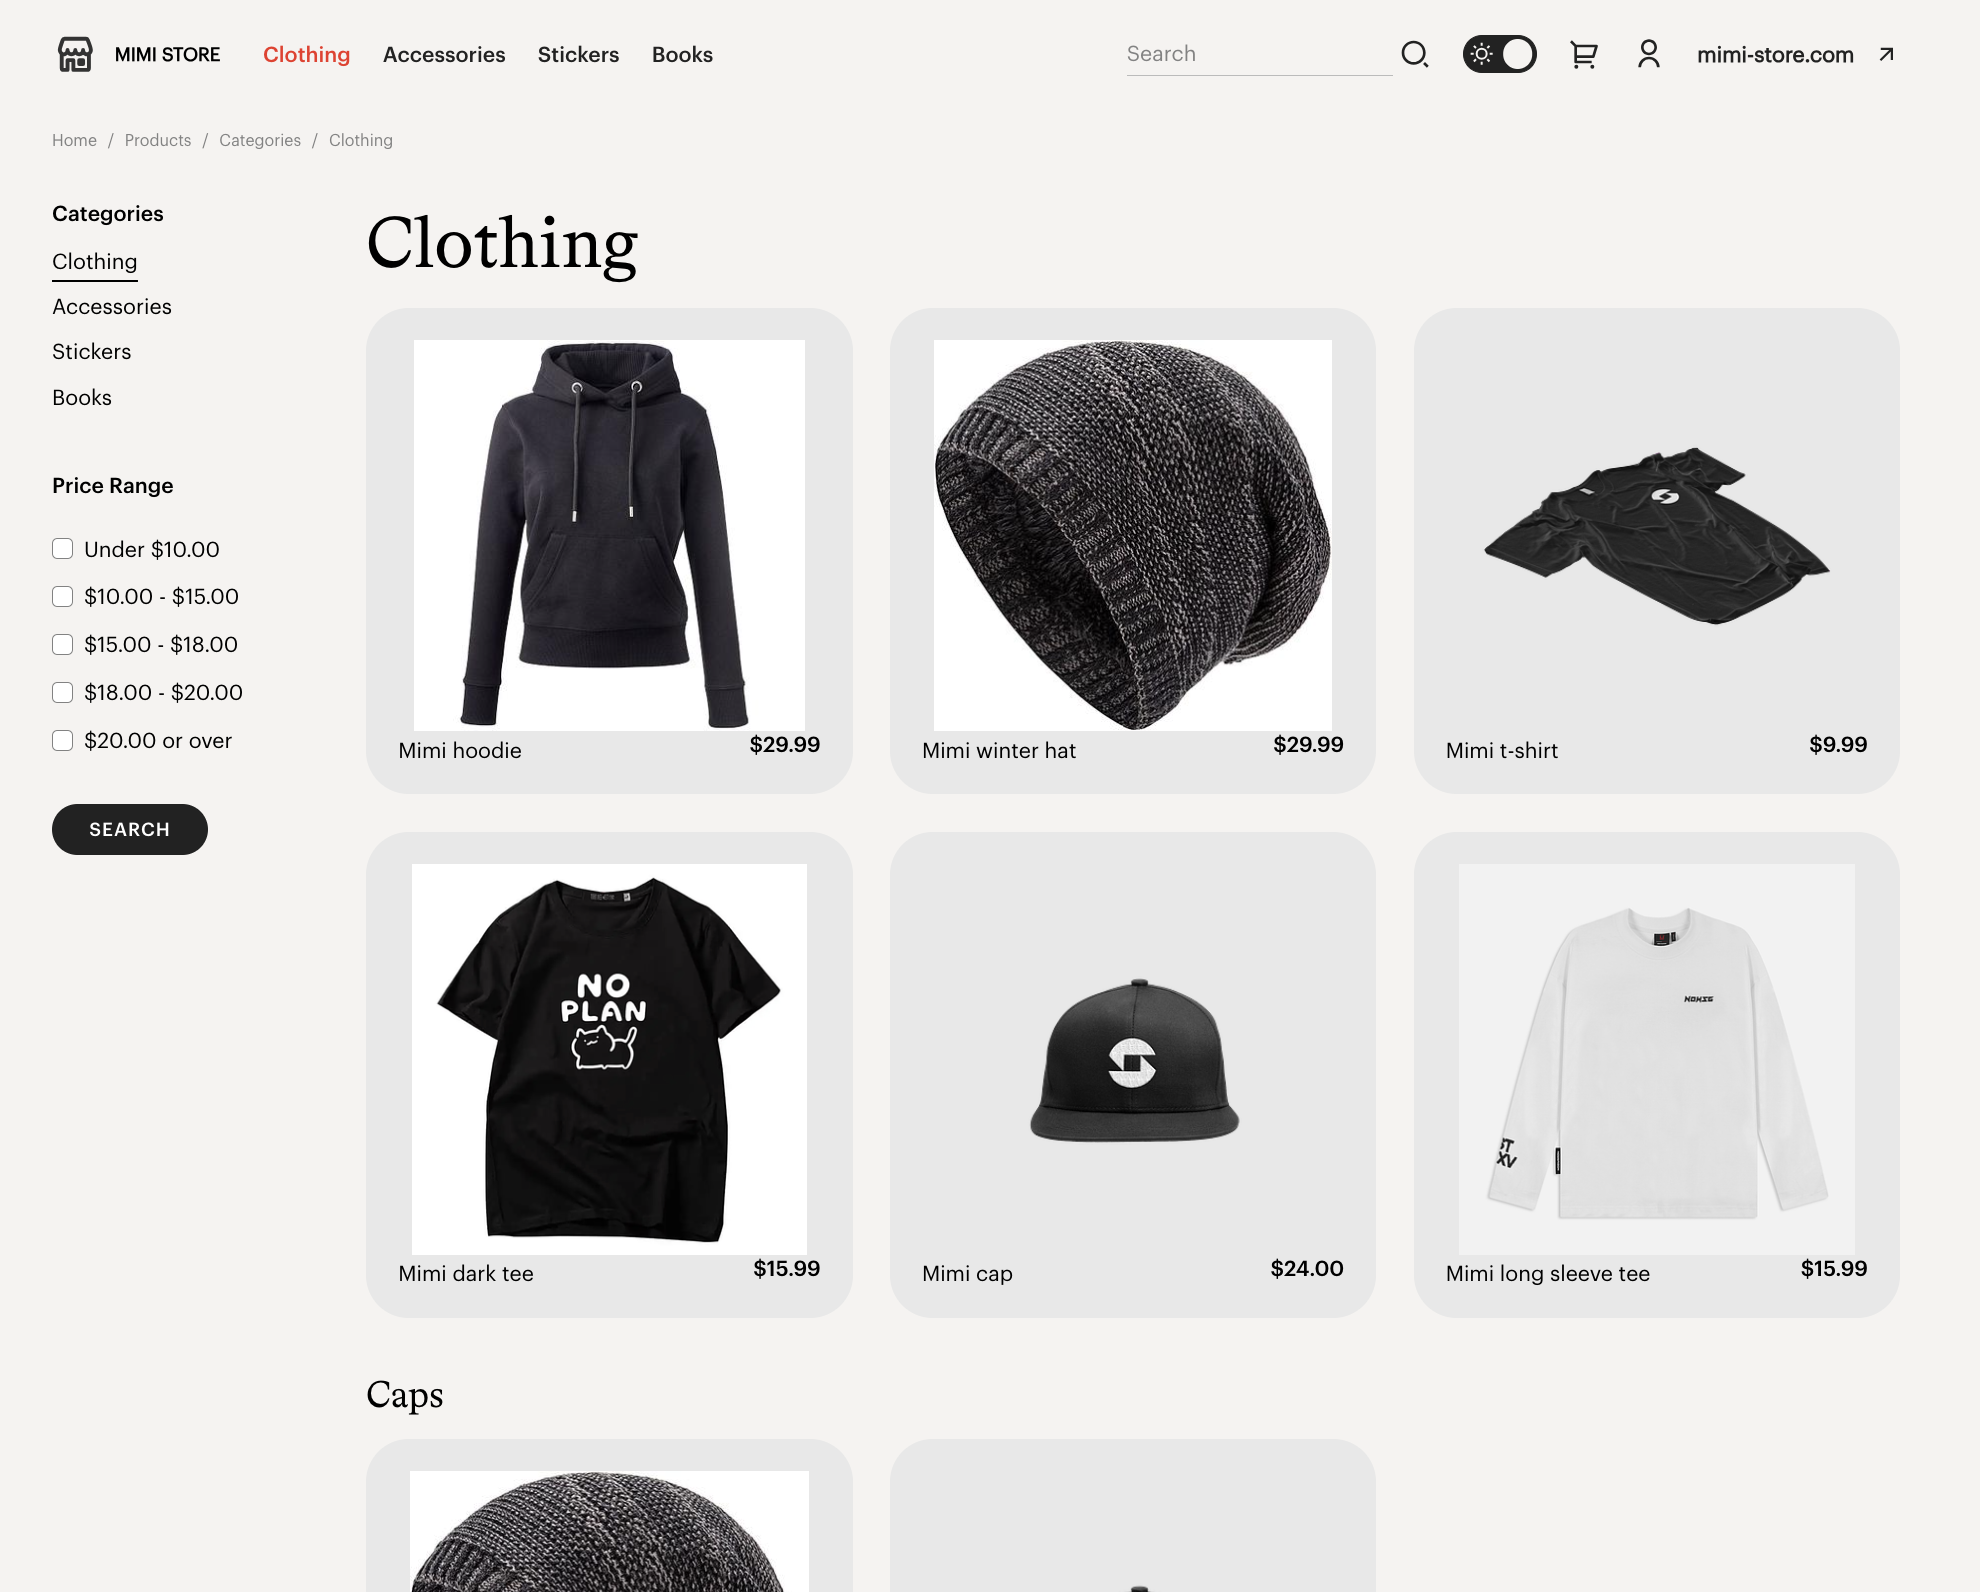 MIMI STORE
Clothing
Accessories
Stickers
Books
Search
mimi-store.com
Home / Products / Categories / Clothing
Categories
Clothing
Accessories
Stickers
Books
Price Range
Under $10.00
$10.00 - $15.00
$15.00 - $18.00
$18.00 - $20.00
$20.00 or over
SEARCH
Clothing
Mimi hoodie
$29.99
Mimi winter hat
$29.99
Mimi t-shirt
$9.99
NO
PLAN
Mimi dark tee
$15.99
Mimi cap
$24.00
Mimi long sleeve tee
$15.99
Caps